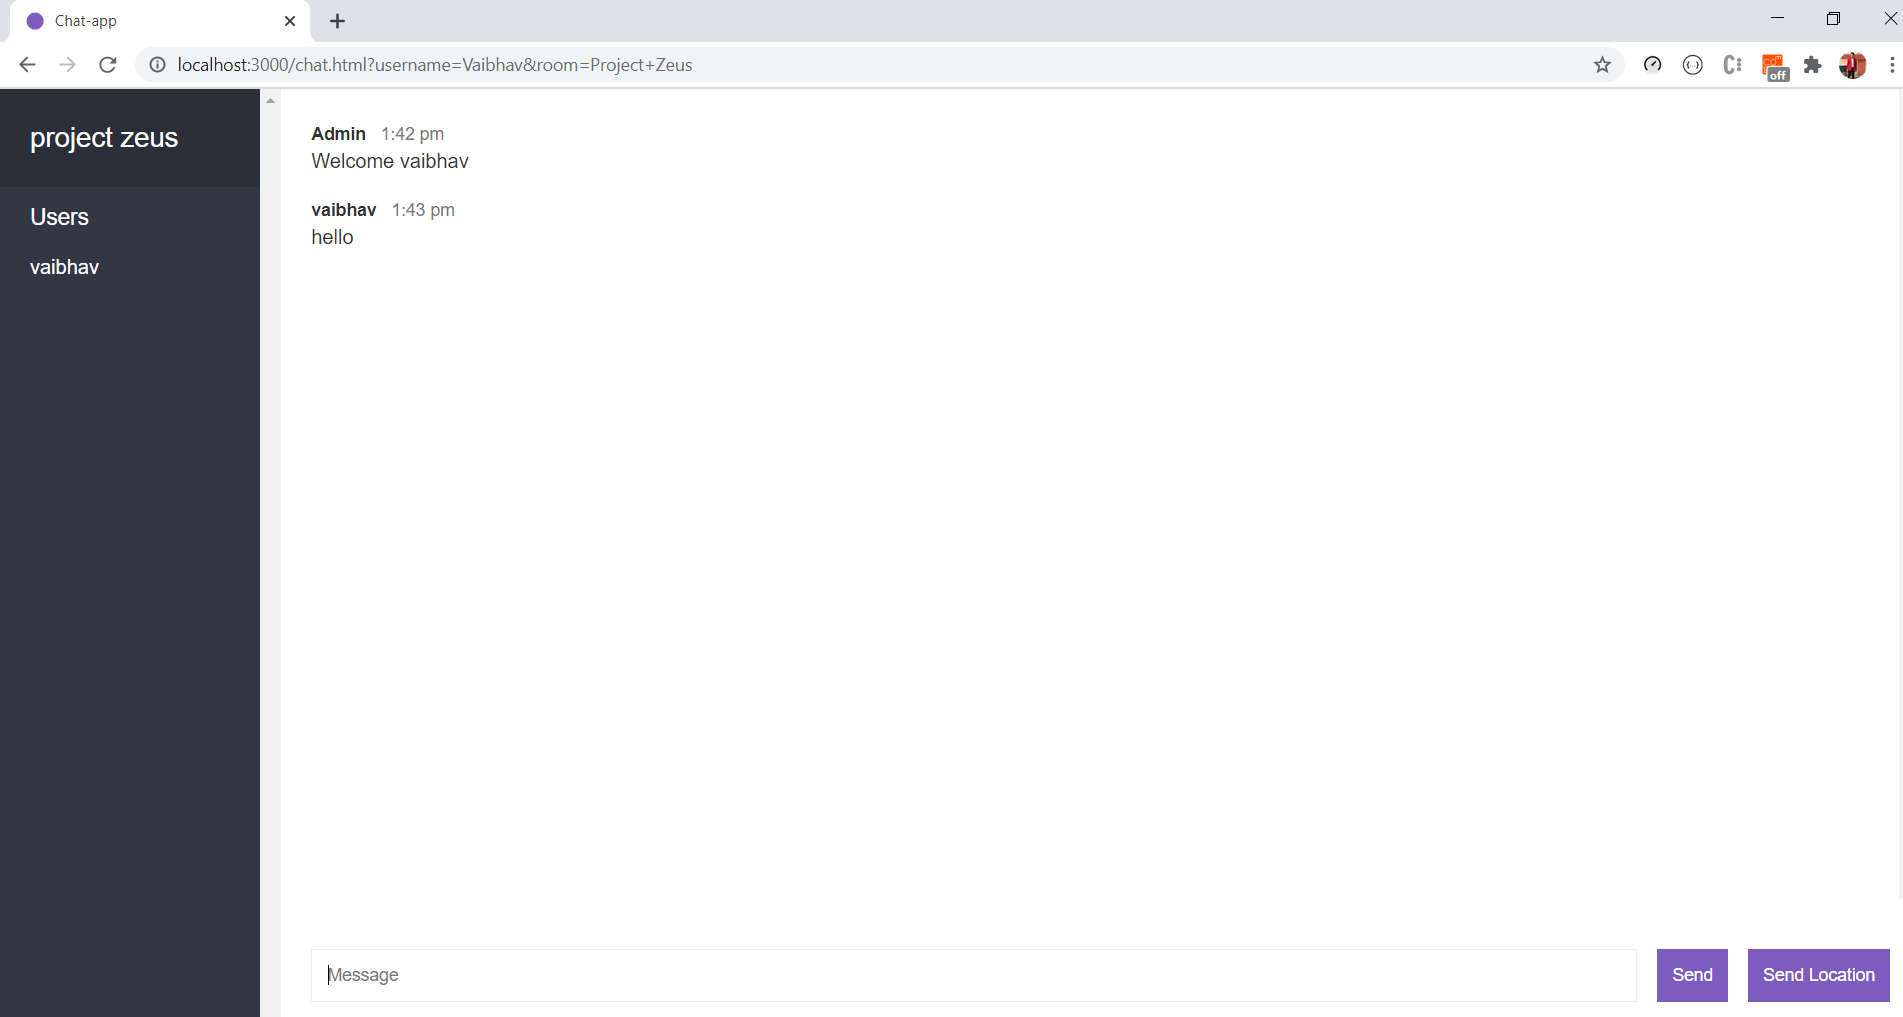 Chat-app
localhost:3000/chat.html?username=Vaibhav&room=Project+Zeus
off
project zeus
Users
vaibhav
Admin 1:42 pm
Welcome vaibhav
vaibhav 1:43 pm
hello
Message
Send
Send Location